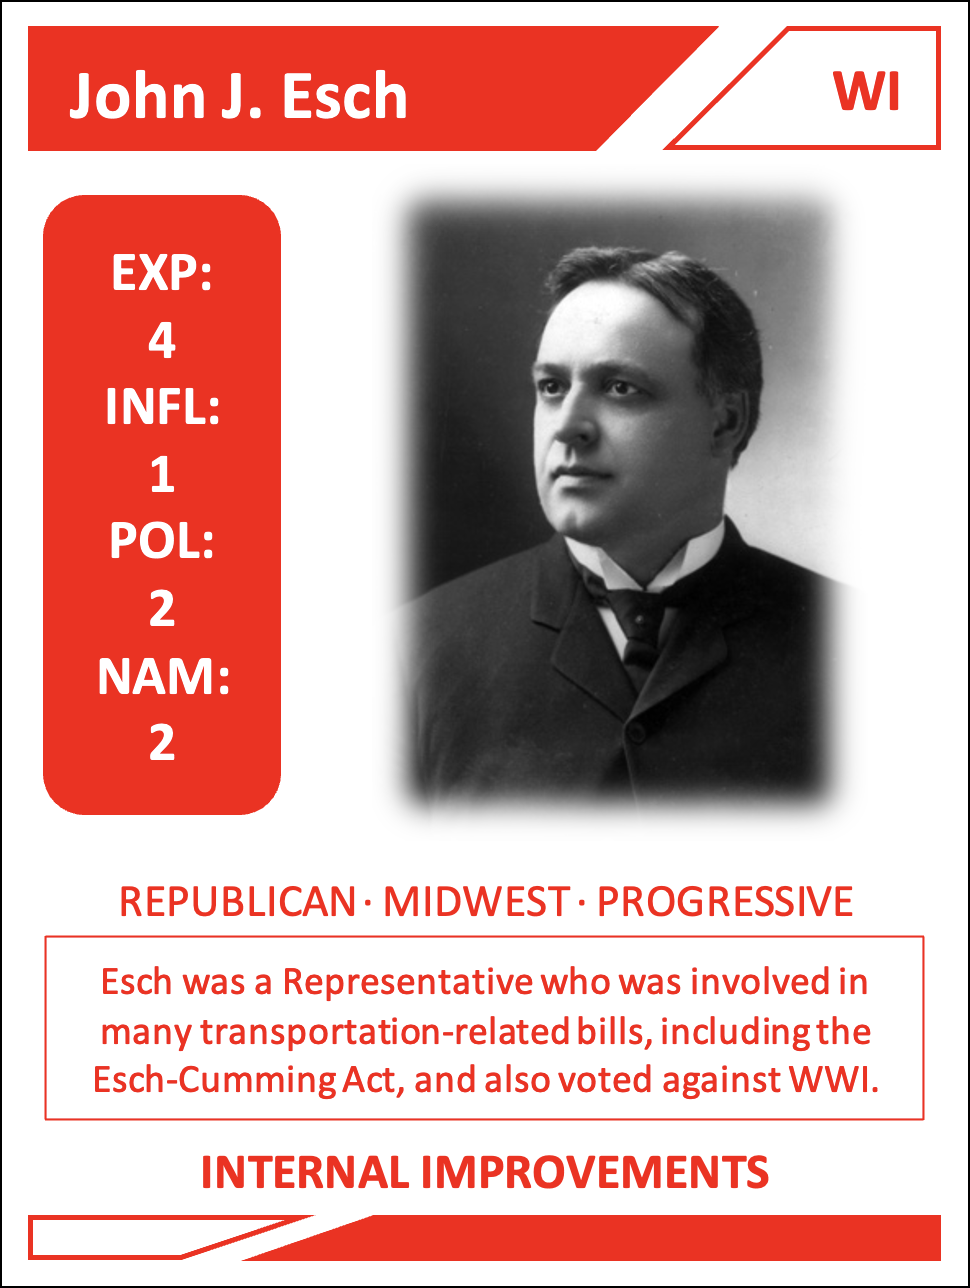 John J. Esch
WI
EXP:
4
INFL:
1
POL:
2
NAM:
2
REPUBLICAN · MIDWEST · PROGRESSIVE
Esch was a Representative who was involved in
many transportation-related bills, including the
Esch-Cumming Act, and also voted against WWI.
INTERNAL IMPROVEMENTS